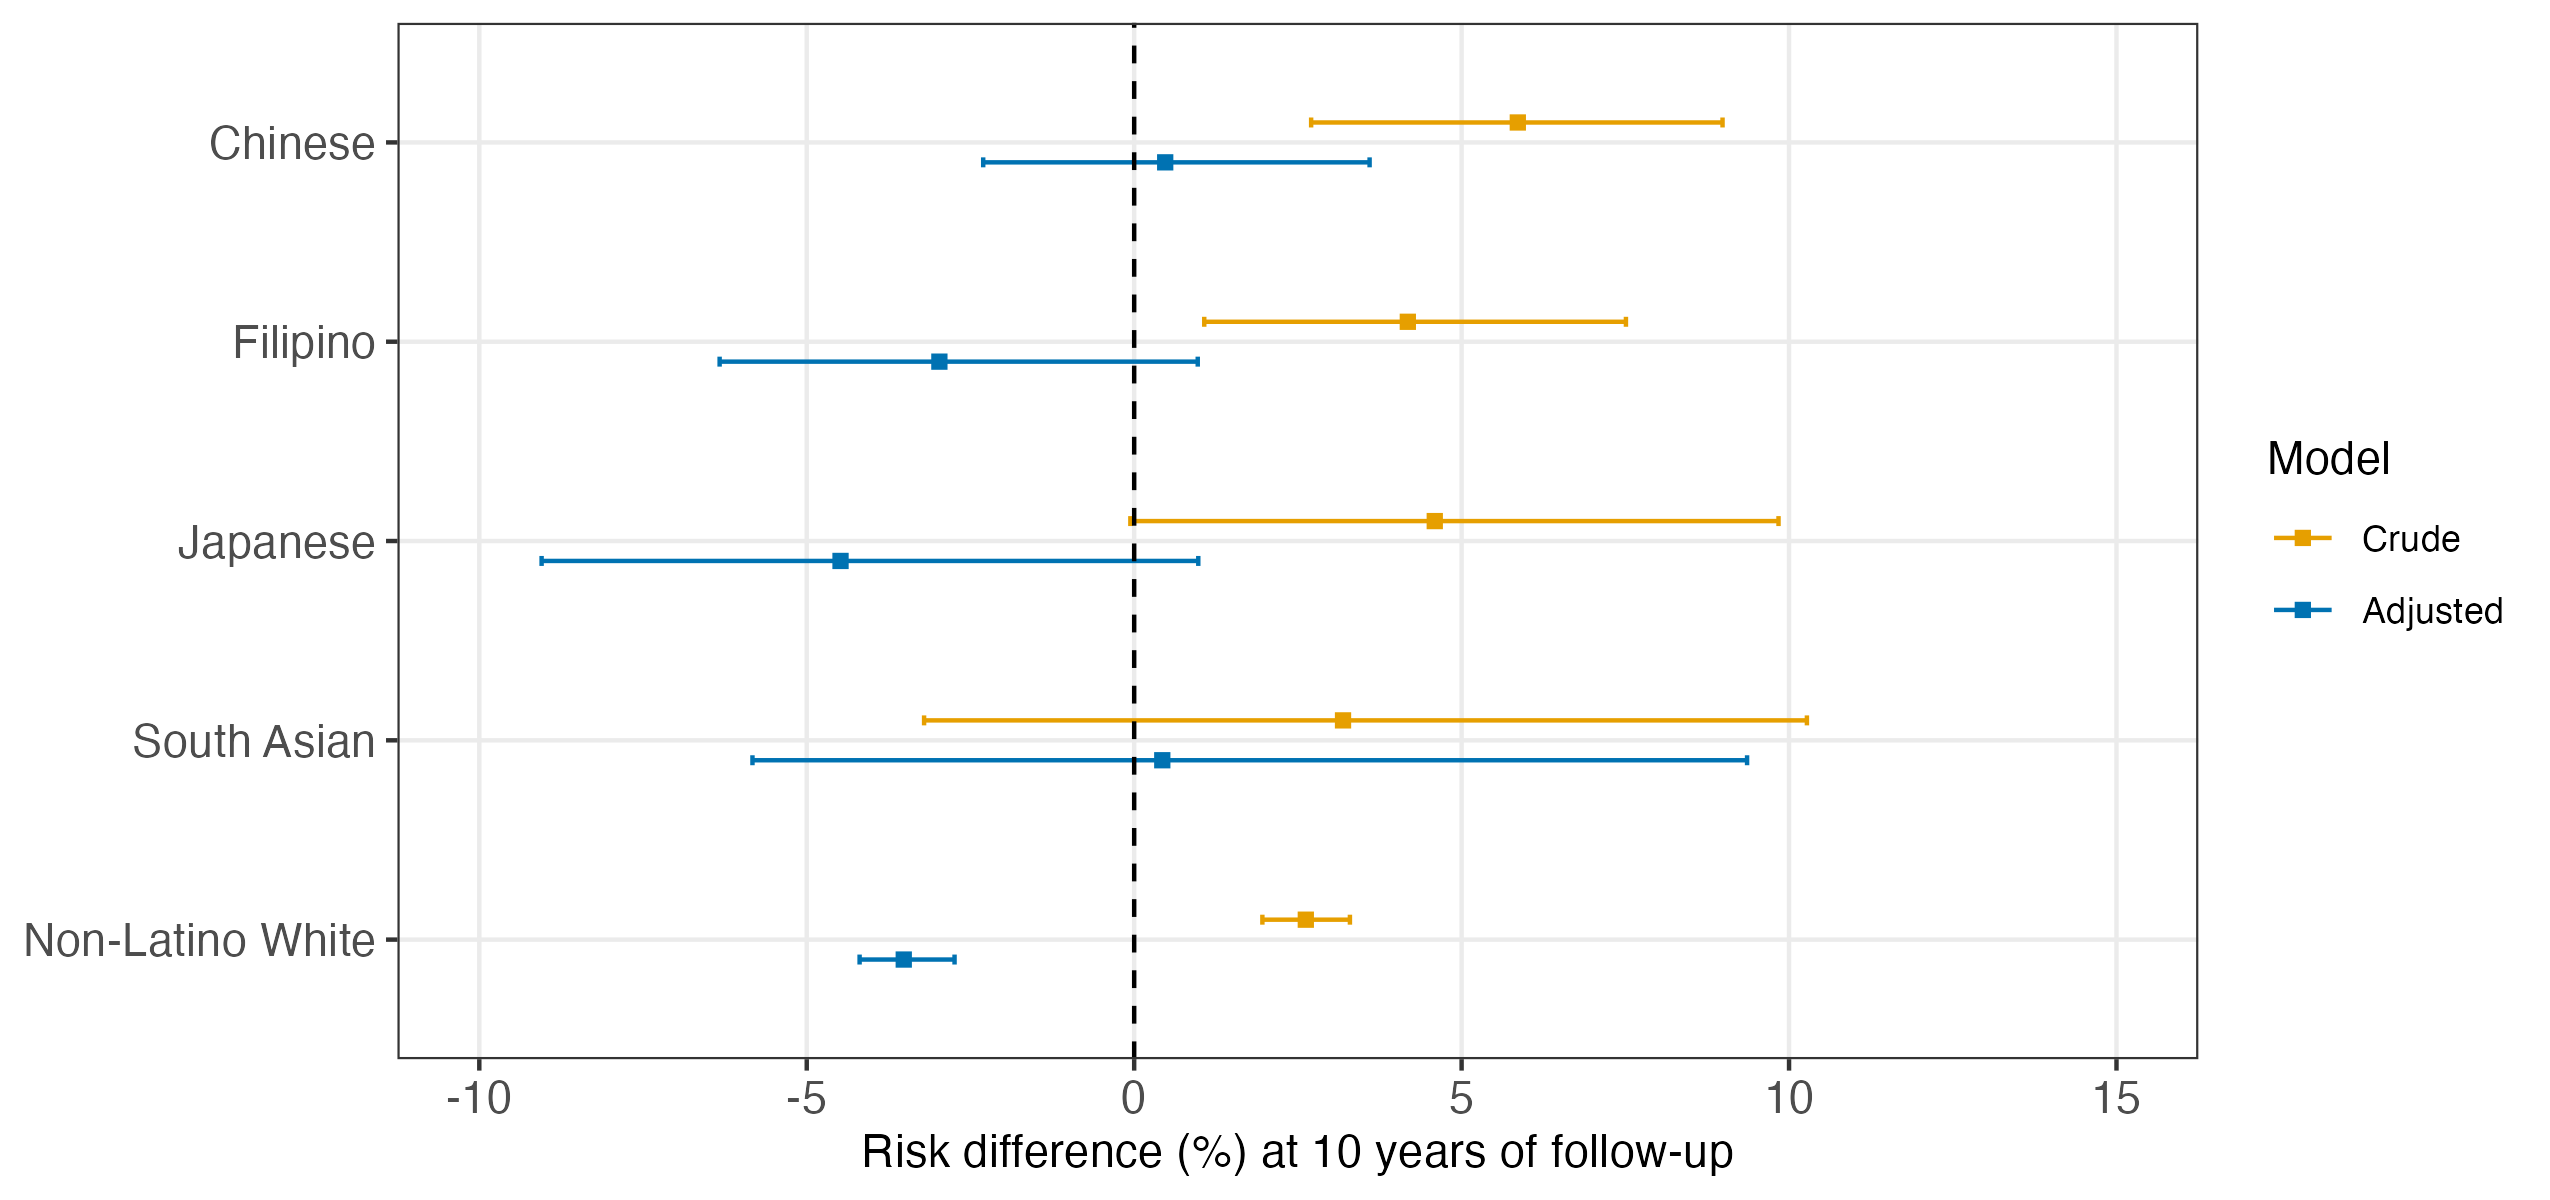 Chinese
Filipino
Japanese
South Asian
Non-Latino White
-10 -5 0 5 10 15
Risk difference (%) at 10 years of follow-up
Model
Crude
Adjusted